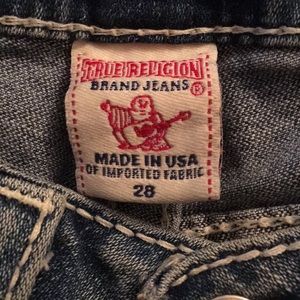 TRUE RELIGION
BRAND JEANS®
MADE IN USA
OF IMPORTED FABRIC
28